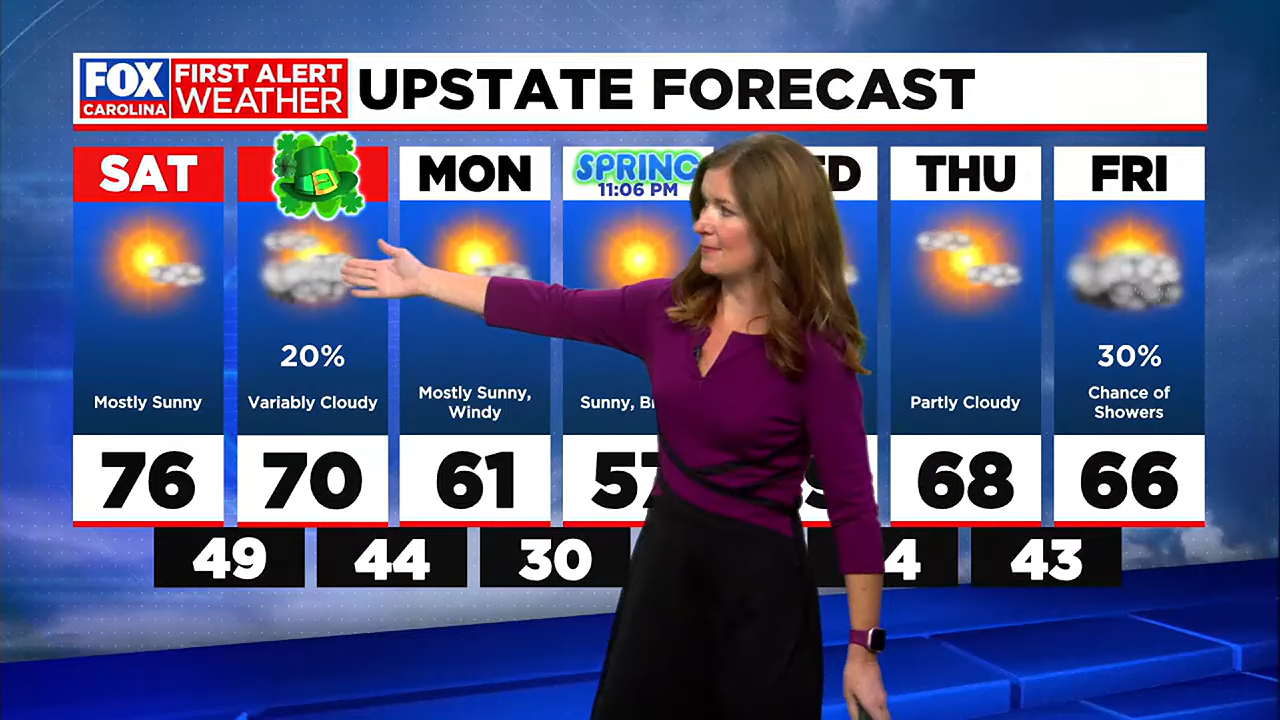 FOX
CAROLINA
FIRST ALERT
WEATHER
UPSTATE FORECAST
SAT
MON
SPRING
11:06 PM
THU
FRI
20%
30%
Mostly Sunny
Variably Cloudy
Mostly Sunny,
Windy
Sunny,
Partly Cloudy
Chance of
Showers
76
70
61
57
68
66
49
44
30
43